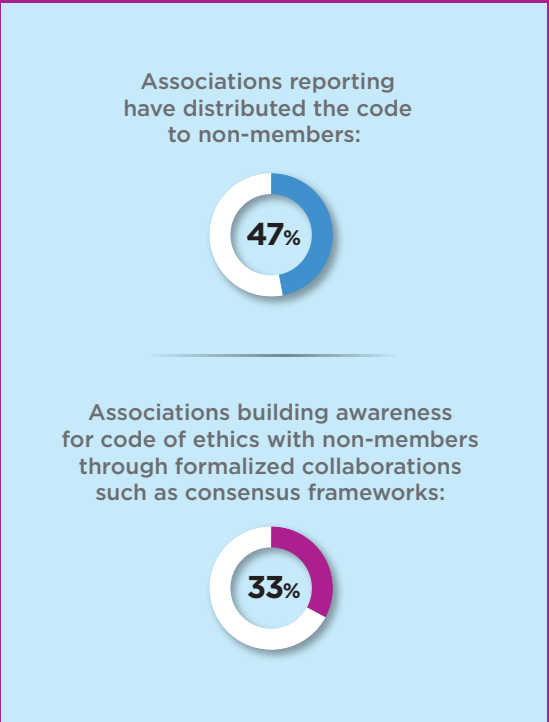 Associations reporting
have distributed the code
to non-members:
47%
Associations building awareness
for code of ethics with non-members
through formalized collaborations
such as consensus frameworks:
33%